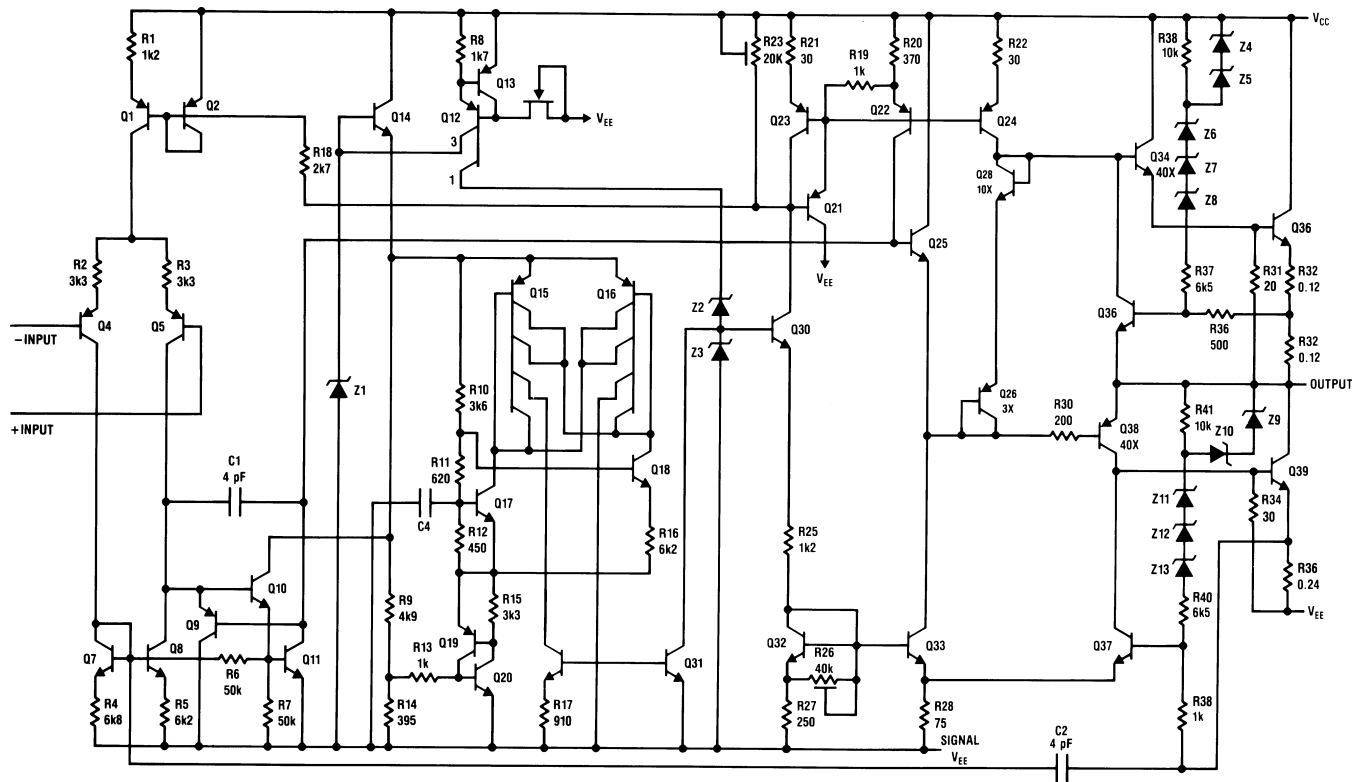 R1
1k2
Q1
Q2
R18
2k7
R8
1k7
Q13
Q12
3
1
VEE
Q14
R23
20K
R21
30
R19
1k
R20
370
R22
30
Q23
Q22
Q24
Q21
VEE
Q25
Q28
10X
VCC
R38
10k
Z4
Z5
Z6
Z7
Z8
Q34
40X
Q36
R2
3k3
R3
3k3
Q4
Q5
−INPUT
+INPUT
Z1
Q15
Q16
R10
3k6
R11
620
R12
450
C4
Q17
Q18
R16
6k2
Z2
Z3
Q30
R37
6k5
R31
20
R32
0.12
Q36
R36
500
R32
0.12
OUTPUT
Q26
3X
R30
200
Q38
40X
R41
10k
Z10
Z9
Q39
C1
4 pF
Q10
Q9
R9
4k9
R15
3k3
Q19
R13
1k
Q20
R14
395
R17
910
Q31
R25
1k2
Q32
R26
40k
R27
250
Q33
R28
75
Z11
Z12
Z13
R34
30
R36
0.24
VEE
R40
6k5
Q37
R38
1k
Q7
Q8
R6
50k
Q11
R4
6k8
R5
6k2
R7
50k
SIGNAL
VEE
C2
4 pF